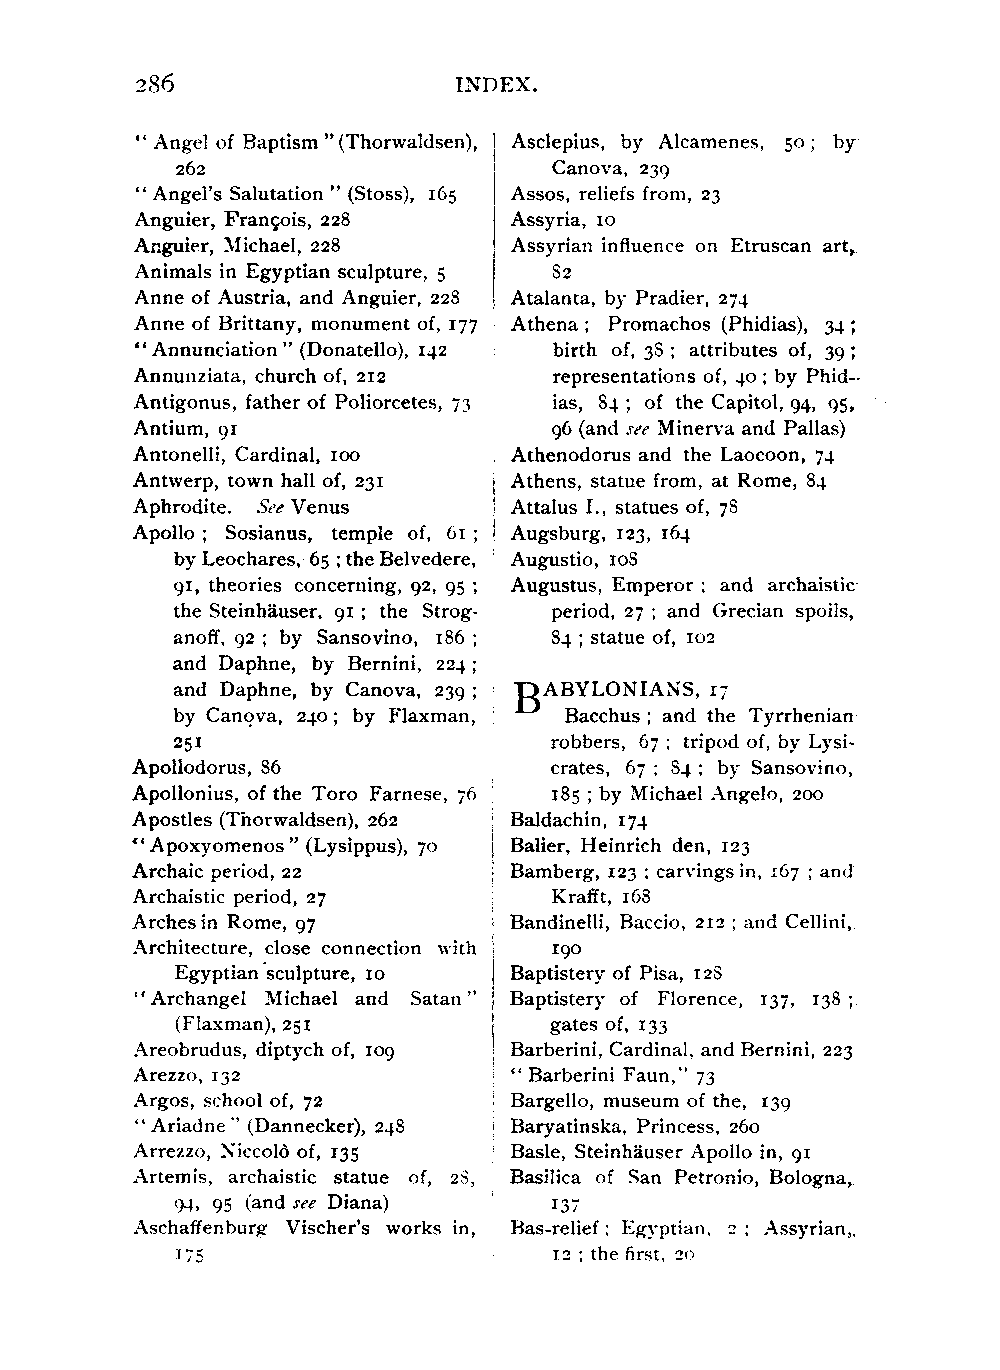 286
INDEX.
“ Angel of Baptism ” (Thorwaldsen),
262
“ Angel's Salutation ” (Stoss), 165
Anguier, François, 228
Anguier, Michael, 228
Animals in Egyptian sculpture, 5
Anne of Austria, and Anguier, 228
Anne of Brittany, monument of, 177
“ Annunciation ” (Donatello), 142
Annunziata, church of, 212
Antigonus, father of Poliorcetes, 73
Antium, 91
Antonelli, Cardinal, 100
Antwerp, town hall of, 231
Aphrodite. See Venus
Apollo ; Sosianus, temple of, 61 ;
by Leochares, 65 ; the Belvedere,
91, theories concerning, 92, 95 ;
the Steinhäuser, 91 ; the Strog-
anoff, 92 ; by Sansovino, 186 ;
and Daphne, by Bernini, 224 ;
and Daphne, by Canova, 239 ;
by Canova, 240 ; by Flaxman,
251
Apollodorus, 86
Apollonius, of the Toro Farnese, 76
Apostles (Thorwaldsen), 262
“ Apoxyomenos ” (Lysippus), 70
Archaic period, 22
Archaistic period, 27
Arches in Rome, 97
Architecture, close connection with
Egyptian sculpture, 10
“ Archangel Michael and Satan ”
(Flaxman), 251
Areobrudus, diptych of, 109
Arezzo, 132
Argos, school of, 72
“ Ariadne ” (Dannecker), 248
Arrezzo, Niccolò of, 135
Artemis, archaistic statue of, 28,
94, 95 (and see Diana)
Aschaffenburg Vischer's works in,
175
Asclepius, by Alcamenes, 50 ; by
Canova, 239
Assos, reliefs from, 23
Assyria, 10
Assyrian influence on Etruscan art,
82
Atalanta, by Pradier, 274
Athena ; Promachos (Phidias), 34 ;
birth of, 38 ; attributes of, 39 ;
representations of, 40 ; by Phid-
ias, 84 ; of the Capitol, 94, 95,
96 (and see Minerva and Pallas)
Athenodorus and the Laocoon, 74
Athens, statue from, at Rome, 84
Attalus I., statues of, 78
Augsburg, 123, 164
Augustio, 108
Augustus, Emperor ; and archaistic
period, 27 ; and Grecian spoils,
84 ; statue of, 102
BABYLONIANS, 17
Bacchus ; and the Tyrrhenian
robbers, 67 ; tripod of, by Lysi-
crates, 67 ; 84 ; by Sansovino,
185 ; by Michael Angelo, 200
Baldachin, 174
Balier, Heinrich den, 123
Bamberg, 123 ; carvings in, 167 ; and
Krafft, 168
Bandinelli, Baccio, 212 ; and Cellini,
190
Baptistery of Pisa, 128
Baptistery of Florence, 137, 138 ;
gates of, 133
Barberini, Cardinal, and Bernini, 223
“ Barberini Faun,” 73
Bargello, museum of the, 139
Baryatinska, Princess, 260
Basle, Steinhäuser Apollo in, 91
Basilica of San Petronio, Bologna,
137
Bas-relief ; Egyptian, 2 ; Assyrian,
12 ; the first, 20